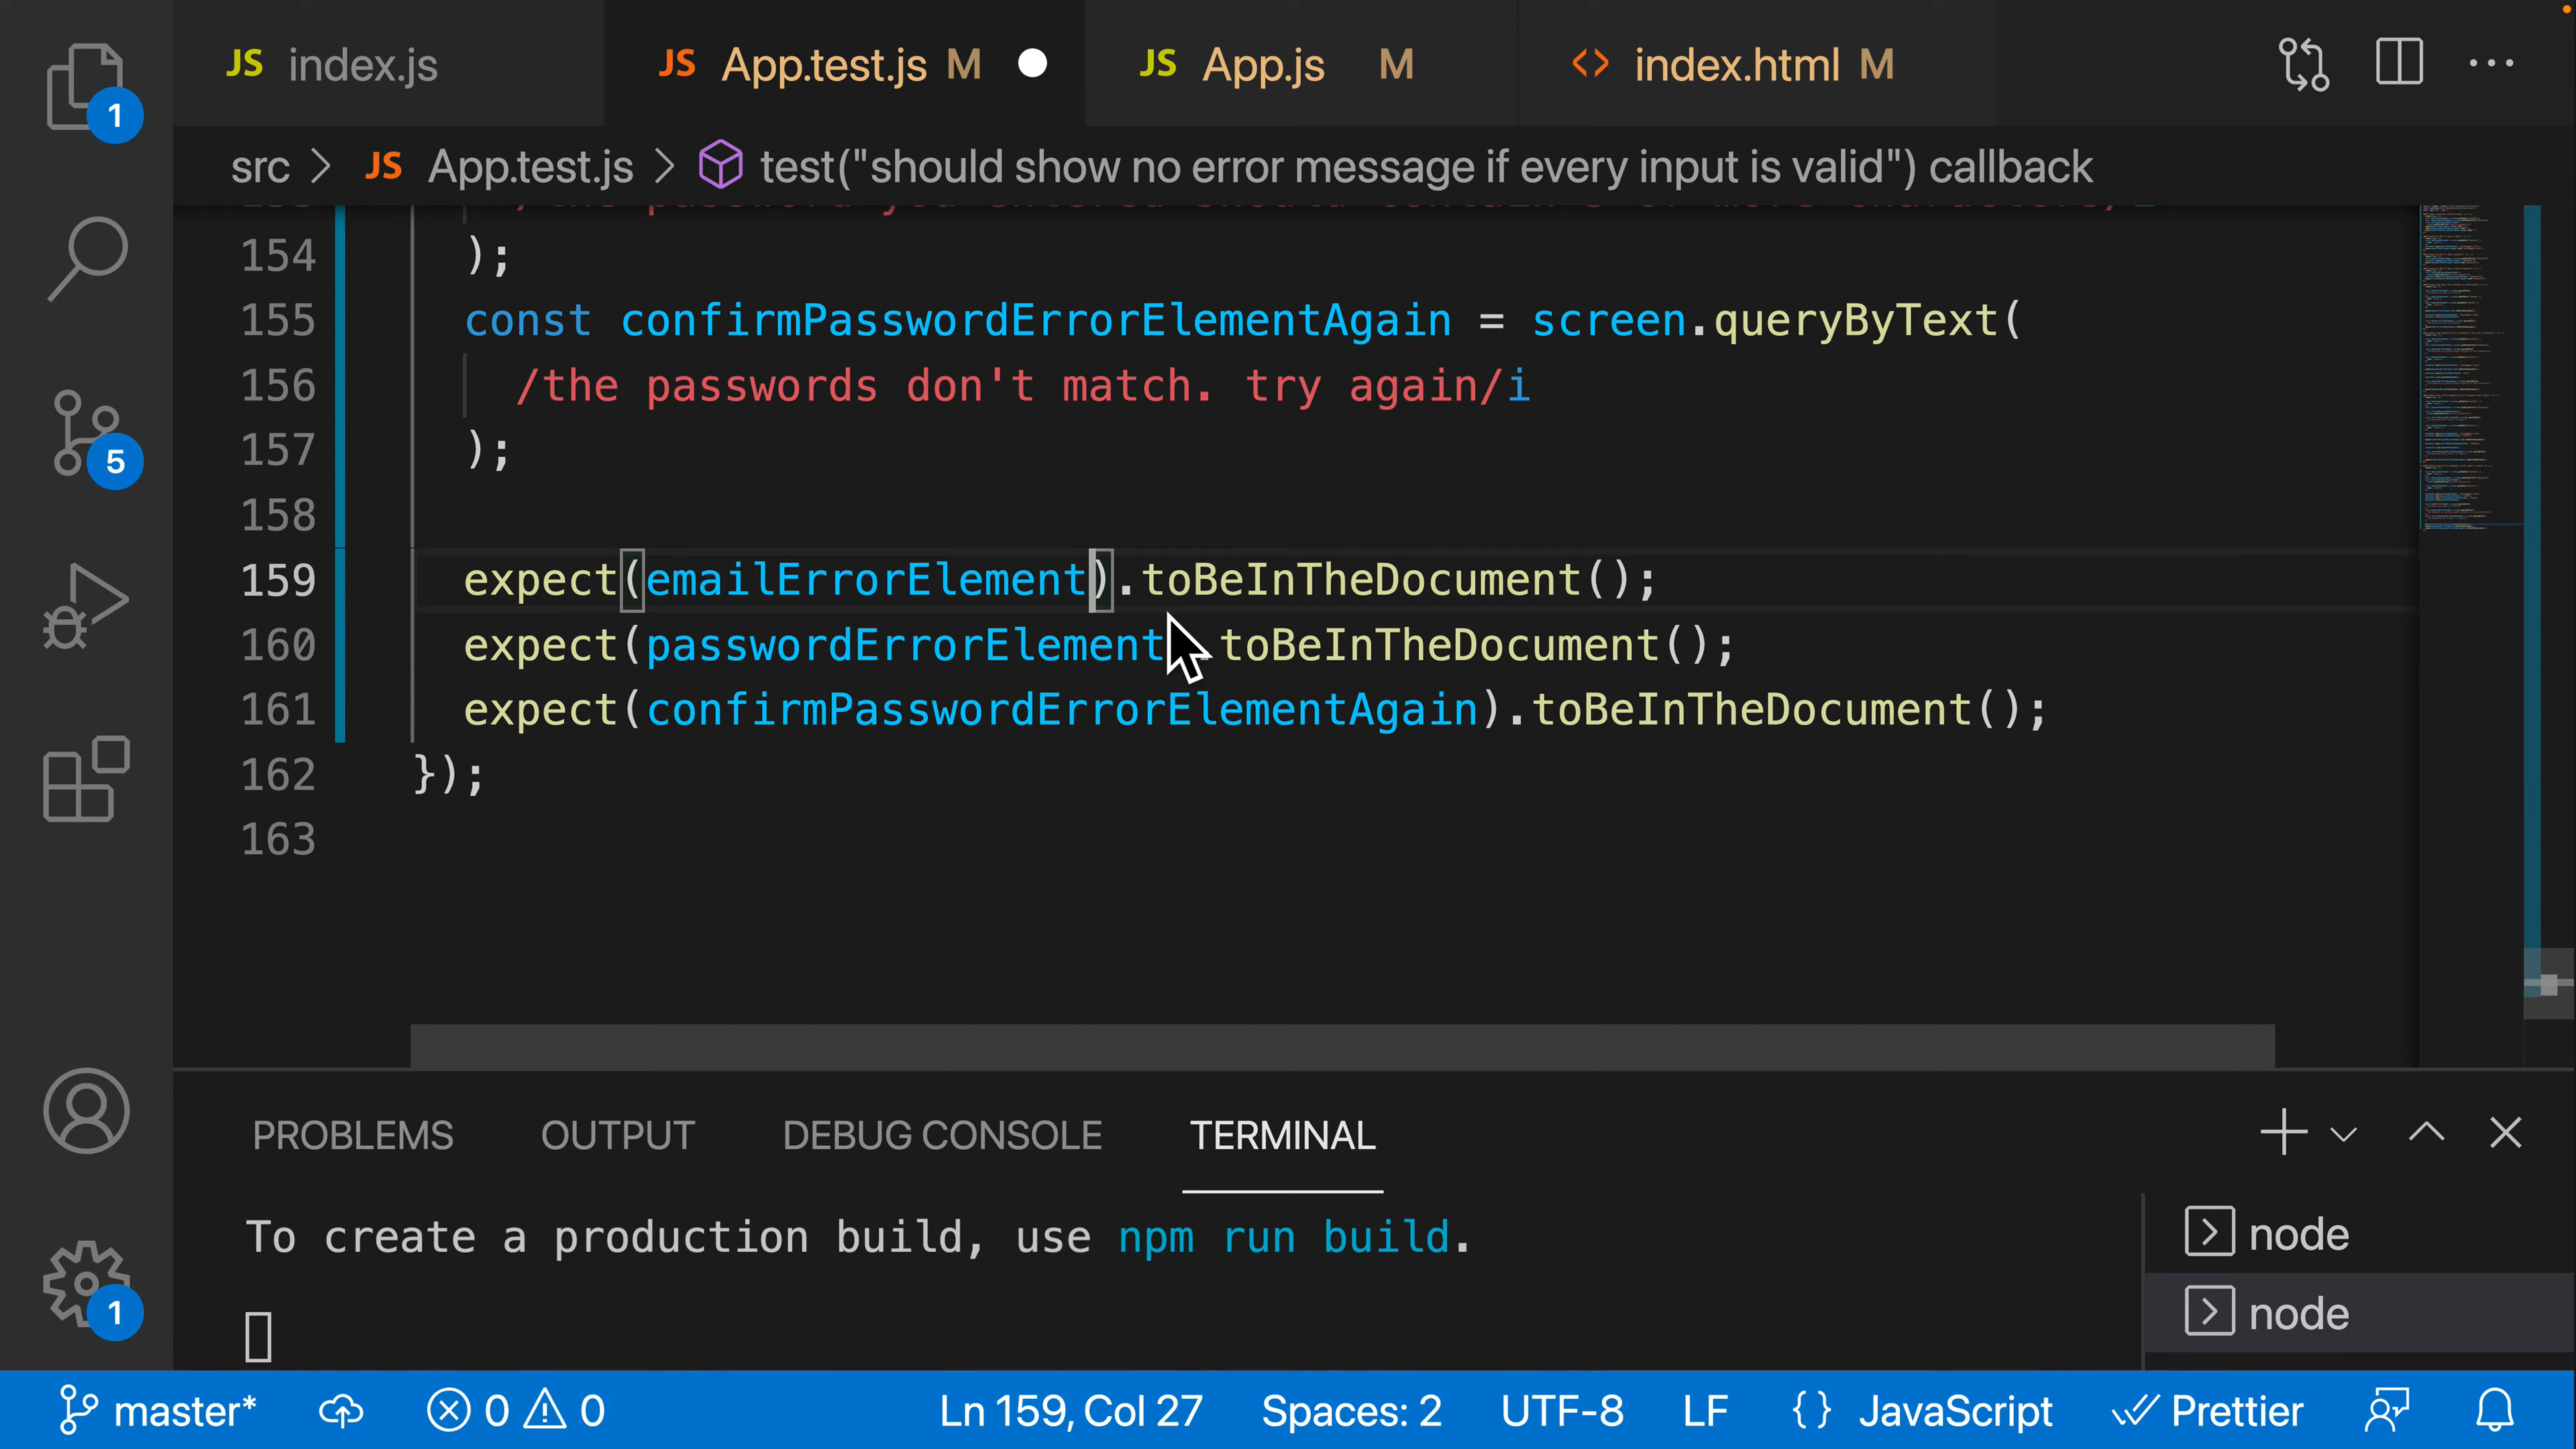 JS index.js JS App.test.js M JS App.js M <> index.html M ...
src > JS App.test.js > test("should show no error message if every input is valid") callback
154 );
155 const confirmPasswordErrorElementAgain = screen.queryByText(
156 /the passwords don't match. try again/i
157 );
158
159 expect(emailErrorElement).toBeInTheDocument();
160 expect(passwordErrorElement .toBeInTheDocument();
161 expect(confirmPasswordErrorElementAgain).toBeInTheDocument();
162 });
163
1
5
1
PROBLEMS OUTPUT DEBUG CONSOLE TERMINAL
To create a production build, use npm run build.
node
node
master* 0 0 Ln 159, Col 27 Spaces: 2 UTF-8 LF {} JavaScript Prettier